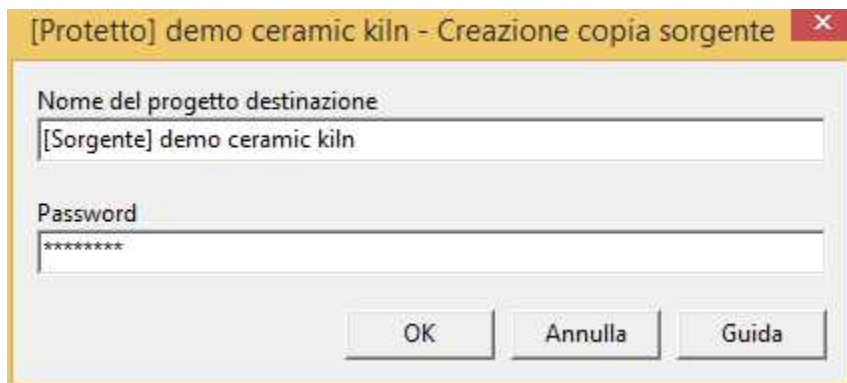 [Protetto] demo ceramic kiln - Creazione copia sorgente
Nome del progetto destinazione
[Sorgente] demo ceramic kiln
Password
********
OK Annulla Guida